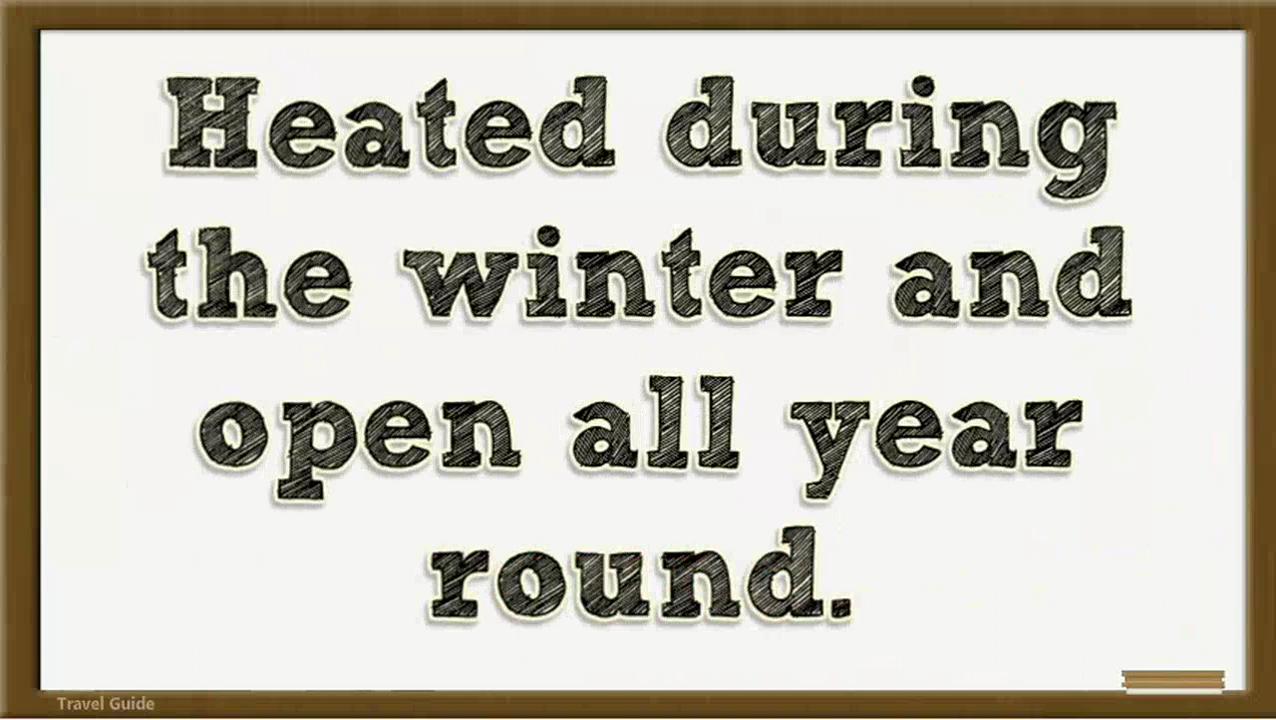 Heated during
the winter and
open all year
round.
Travel Guide